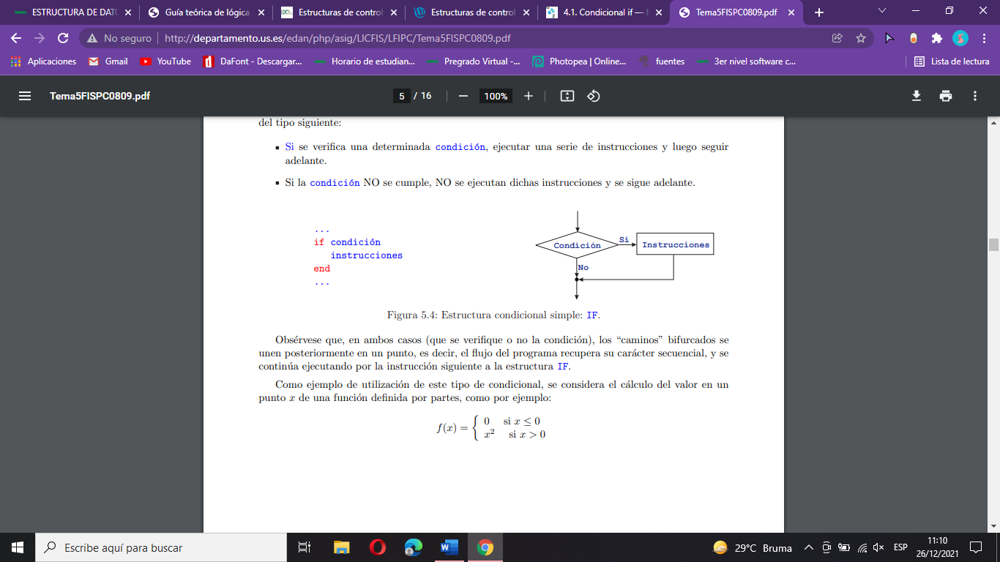 ESTRUCTURA DE DATO
Guía teórica de lógica
Estructuras de control
Estructuras de control
4.1. Condicional if —
Tema5FISPC0809.pdf
No seguro
http://departamento.us.es/edan/php/asig/LICFIS/LFIPC/Tema5FISPC0809.pdf
Aplicaciones
Gmail
YouTube
DaFont - Descargar...
Horario de estudian...
Pregrado Virtual -...
Photopea | Online...
fuentes
3er nivel software c...
Lista de lectura
Tema5FISPC0809.pdf
5 / 16
100%
del tipo siguiente:
Si se verifica una determinada condición, ejecutar una serie de instrucciones y luego seguir
adelante.
Si la condición NO se cumple, NO se ejecutan dichas instrucciones y se sigue adelante.
...
if condición
instrucciones
end
...
Condición
Sí
Instrucciones
No
Figura 5.4: Estructura condicional simple: IF.
Obsérvese que, en ambos casos (que se verifique o no la condición), los “caminos” bifurcados se
unen posteriormente en un punto, es decir, el flujo del programa recupera su carácter secuencial, y se
continúa ejecutando por la instrucción siguiente a la estructura IF.
Como ejemplo de utilización de este tipo de condicional, se considera el cálculo del valor en un
punto x de una función definida por partes, como por ejemplo:
f(x) = { 0 si x ≤ 0
x² si x > 0
Escribe aquí para buscar
29°C Bruma
ESP
11:10
26/12/2021